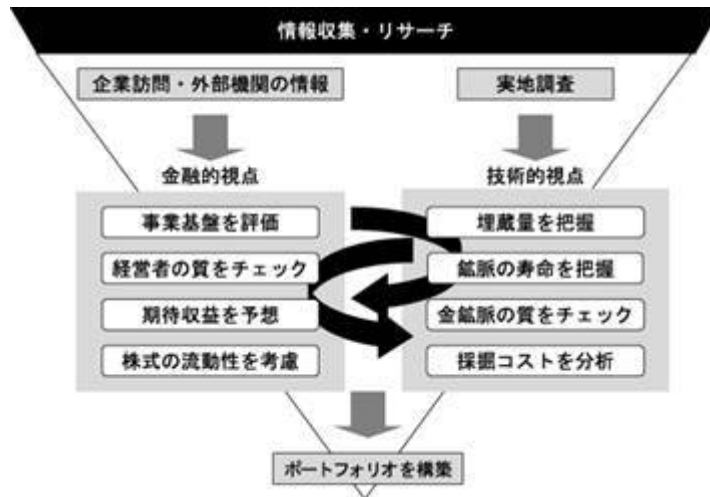 情報収集・リサーチ
企業訪問・外部機関の情報
実地調査
金融的視点
技術的視点
事業基盤を評価
埋蔵量を把握
経営者の質をチェック
鉱脈の寿命を把握
期待収益を予想
金鉱脈の質をチェック
株式の流動性を考慮
採掘コストを分析
ポートフォリオを構築